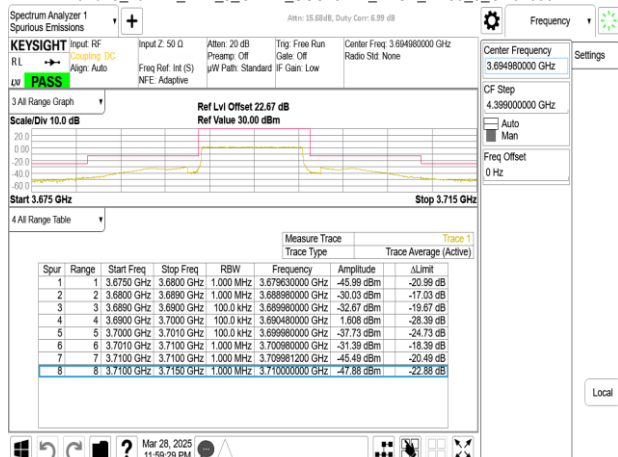 Spectrum Analyzer 1
Spurious Emissions
Attn: 15.68dB, Duty Corr: 6.99 dB
Frequency
KEYSIGHT Input: RF Input Z: 50 Ω Atten: 20 dB Trig: Free Run Center Freq: 3.694980000 GHz
RL Coupling: DC Preamp: Off Gate: Off Radio Std: None
Align: Auto Freq Ref: Int (S) µW Path: Standard IF Gain: Low
PASS NFE: Adaptive
Center Frequency
3.694980000 GHz
Settings
CF Step
4.399000000 GHz
Auto
Man
Freq Offset
0 Hz
3 All Range Graph
Ref Lvl Offset 22.67 dB
Scale/Div 10.0 dB Ref Value 30.00 dBm
20.0
0.00
-20.0
-40.0
-60.0
Start 3.675 GHz Stop 3.715 GHz
4 All Range Table
Measure Trace Trace 1
Trace Type Trace Average (Active)
Spur Range Start Freq Stop Freq RBW Frequency Amplitude ΔLimit
1 1 3.6750 GHz 3.6800 GHz 1.000 MHz 3.679630000 GHz -45.99 dBm -20.99 dB
2 2 3.6800 GHz 3.6890 GHz 1.000 MHz 3.688980000 GHz -30.03 dBm -17.03 dB
3 3 3.6890 GHz 3.6900 GHz 100.0 kHz 3.689980000 GHz -32.67 dBm -19.67 dB
4 4 3.6900 GHz 3.7000 GHz 100.0 kHz 3.690480000 GHz 1.608 dBm -28.39 dB
5 5 3.7000 GHz 3.7010 GHz 100.0 kHz 3.699980000 GHz -37.73 dBm -24.73 dB
6 6 3.7010 GHz 3.7100 GHz 1.000 MHz 3.700980000 GHz -31.39 dBm -18.39 dB
7 7 3.7100 GHz 3.7100 GHz 1.000 MHz 3.709981200 GHz -45.49 dBm -20.49 dB
8 8 3.7100 GHz 3.7150 GHz 1.000 MHz 3.710000000 GHz -47.88 dBm -22.88 dB
Local
Mar 28, 2025
11:59:29 PM